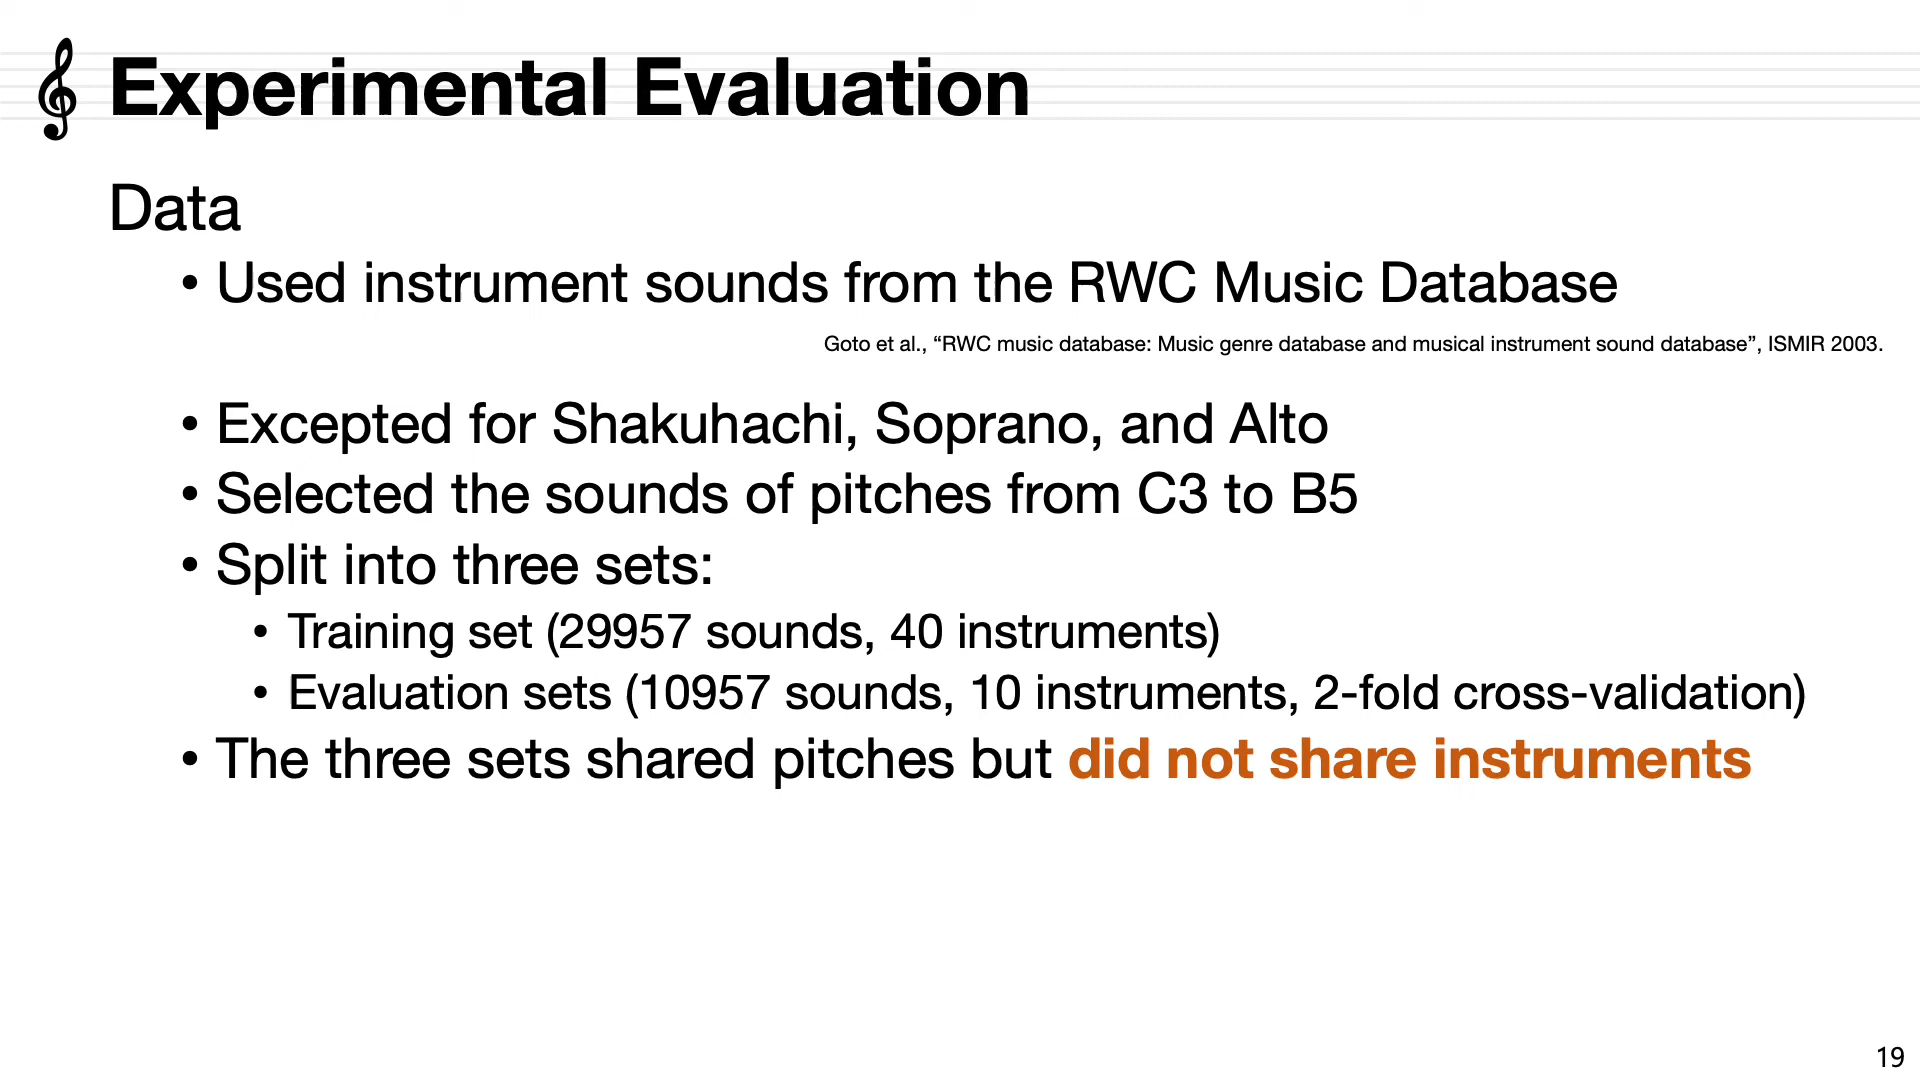 Experimental Evaluation
Data
• Used instrument sounds from the RWC Music Database
Goto et al., “RWC music database: Music genre database and musical instrument sound database”, ISMIR 2003.
• Excepted for Shakuhachi, Soprano, and Alto
• Selected the sounds of pitches from C3 to B5
• Split into three sets:
• Training set (29957 sounds, 40 instruments)
• Evaluation sets (10957 sounds, 10 instruments, 2-fold cross-validation)
• The three sets shared pitches but did not share instruments
19